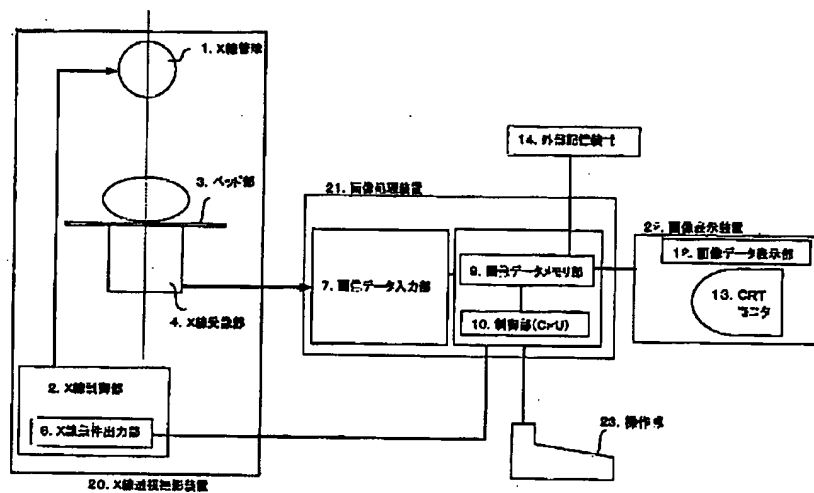 1. X線管球
14. 外部記憶装置
3. ベッド部
21. 画像処理装置
22. 画像表示装置
12. 画像データ表示部
9. 画像データメモリ部
7. 画像データ入力部
13. CRT
モニタ
4. X線受像部
10. 制御部(CPU)
2. X線制御部
6. X線条件出力部
23. 操作卓
20. X線透視撮影装置